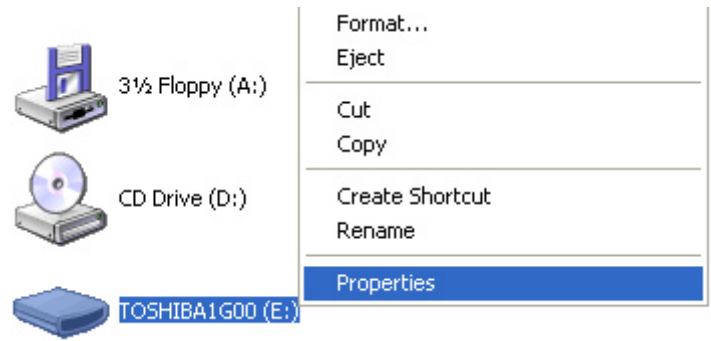 3½ Floppy (A:)
CD Drive (D:)
TOSHIBA1G00 (E:)
Format...
Eject
Cut
Copy
Create Shortcut
Rename
Properties